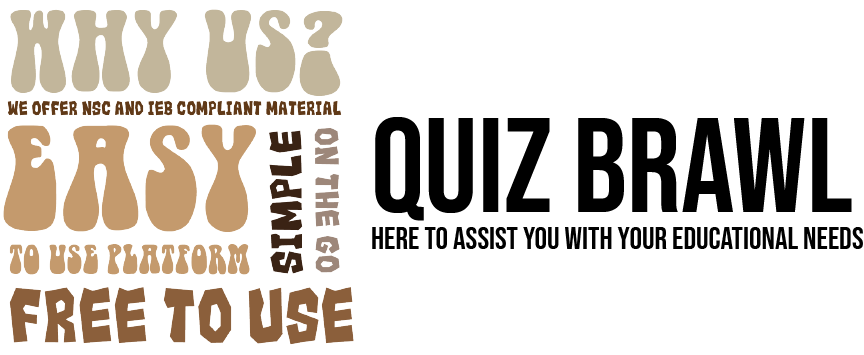 WHY US?
WE OFFER NSC AND IEB COMPLIANT MATERIAL
EASY
TO USE PLATFORM
SIMPLE
ON THE GO
FREE TO USE
QUIZ BRAWL
HERE TO ASSIST YOU WITH YOUR EDUCATIONAL NEEDS